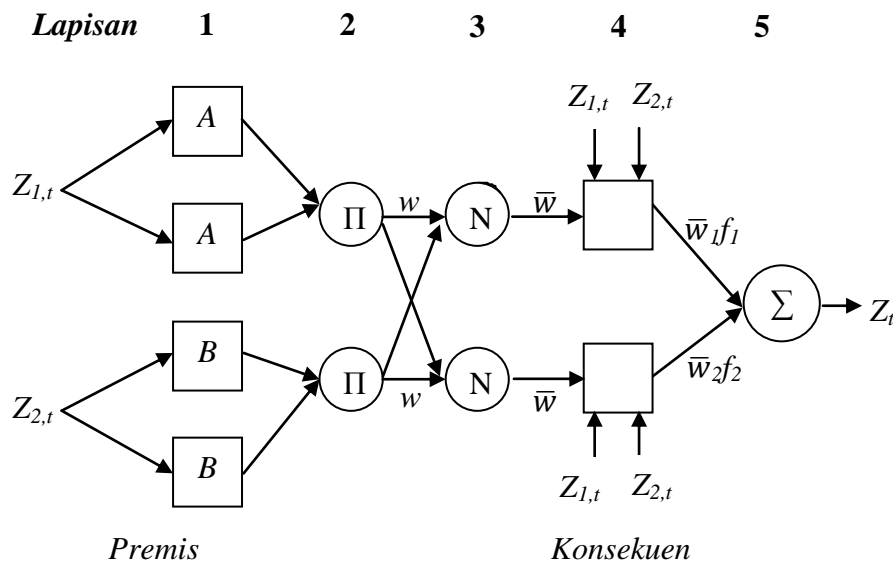 Lapisan 1 2 3 4 5
Z1,t Z2,t
A
Z1,t
A
Π w N w̅
w̅1f1
Σ Zt
B
Π w N w̅
w̅2f2
Z2,t
B
Z1,t Z2,t
Premis Konsekuen